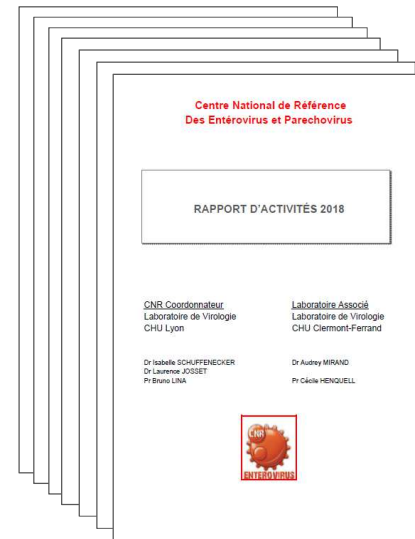 Centre National de Référence
Des Entérovirus et Parechovirus
RAPPORT D'ACTIVITÉS 2018
CNR Coordonnateur
Laboratoire de Virologie
CHU Lyon
Laboratoire Associé
Laboratoire de Virologie
CHU Clermont-Ferrand
Dr Isabelle SCHUFFENECKER
Dr Laurence JOSSET
Pr Bruno LINA
Dr Audrey MIRAND
Pr Cécile HENQUELL
CNR
ENTEROVIRUS